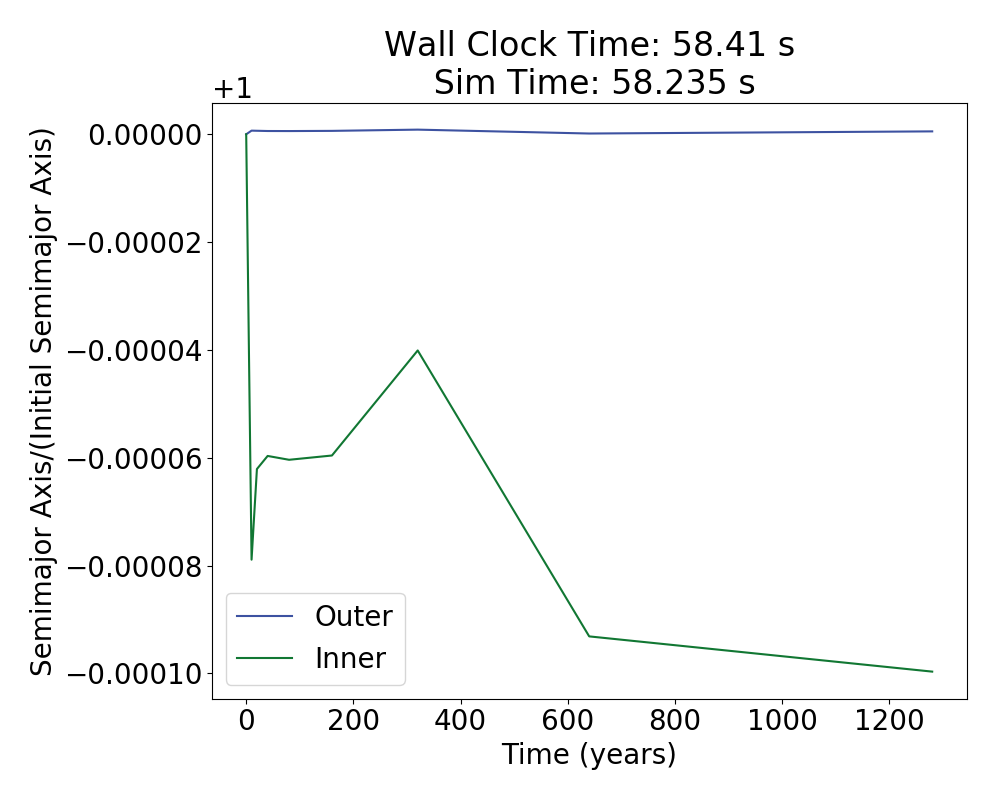 Wall Clock Time: 58.41 s
Sim Time: 58.235 s
+1
Semimajor Axis/(Initial Semimajor Axis)
0.00000
−0.00002
−0.00004
−0.00006
−0.00008
−0.00010
Outer
Inner
0 200 400 600 800 1000 1200
Time (years)